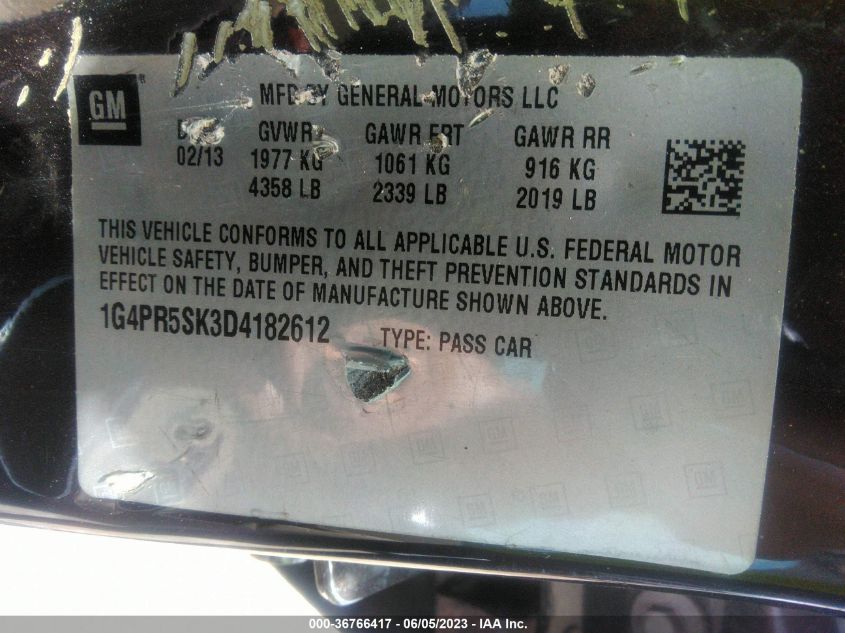 GM
MFD BY GENERAL MOTORS LLC
GVWR GAWR FRT GAWR RR
02/13 1977 KG 1061 KG 916 KG
4358 LB 2339 LB 2019 LB
THIS VEHICLE CONFORMS TO ALL APPLICABLE U.S. FEDERAL MOTOR
VEHICLE SAFETY, BUMPER, AND THEFT PREVENTION STANDARDS IN
EFFECT ON THE DATE OF MANUFACTURE SHOWN ABOVE.
1G4PR5SK3D4182612 TYPE: PASS CAR
000-36766417 - 06/05/2023 - IAA Inc.